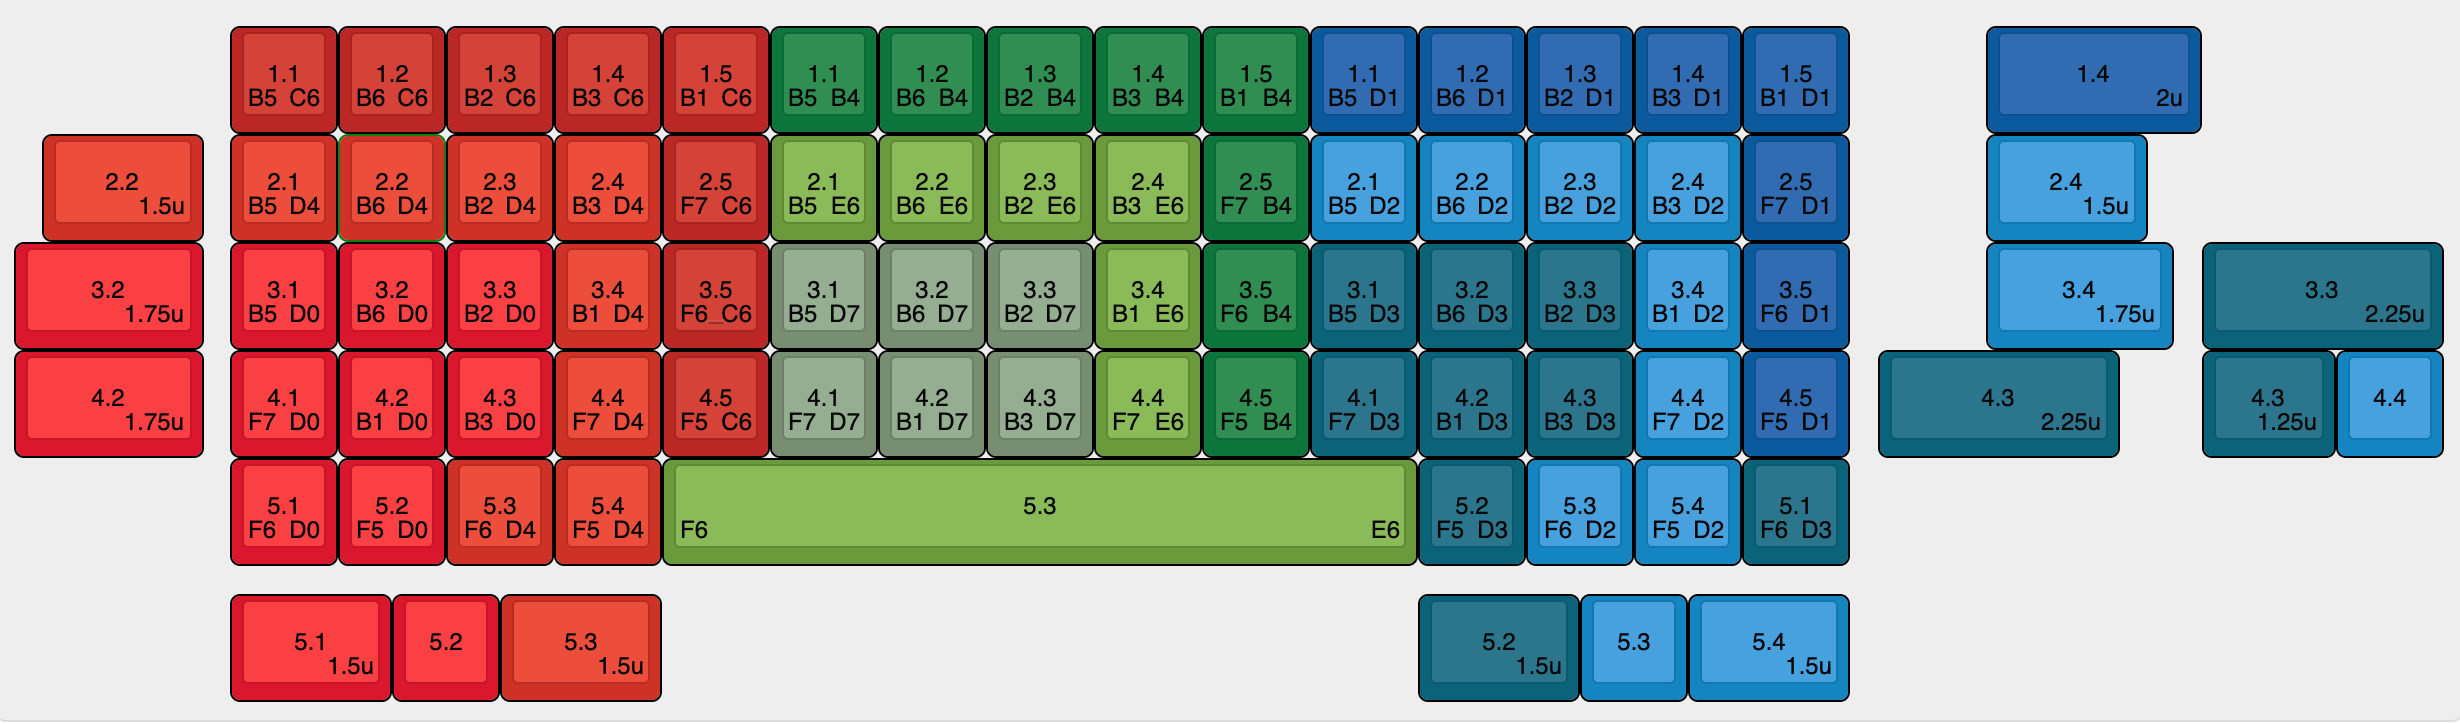 1.1 1.2 1.3 1.4 1.5 1.1 1.2 1.3 1.4 1.5 1.1 1.2 1.3 1.4 1.5 1.4
B5 C6 B6 C6 B2 C6 B3 C6 B1 C6 B5 B4 B6 B4 B2 B4 B3 B4 B1 B4 B5 D1 B6 D1 B2 D1 B3 D1 B1 D1 2u
2.2 2.1 2.2 2.3 2.4 2.5 2.1 2.2 2.3 2.4 2.5 2.1 2.2 2.3 2.4 2.5 2.4
1.5u B5 D4 B6 D4 B2 D4 B3 D4 F7 C6 B5 E6 B6 E6 B2 E6 B3 E6 F7 B4 B5 D2 B6 D2 B2 D2 B3 D2 F7 D1 1.5u
3.2 3.1 3.2 3.3 3.4 3.5 3.1 3.2 3.3 3.4 3.5 3.1 3.2 3.3 3.4 3.5 3.4 3.3
1.75u B5 D0 B6 D0 B2 D0 B1 D4 F6_C6 B5 D7 B6 D7 B2 D7 B1 E6 F6 B4 B5 D3 B6 D3 B2 D3 B1 D2 F6 D1 1.75u 2.25u
4.2 4.1 4.2 4.3 4.4 4.5 4.1 4.2 4.3 4.4 4.5 4.1 4.2 4.3 4.4 4.5 4.3 4.3 4.4
1.75u F7 D0 B1 D0 B3 D0 F7 D4 F5 C6 F7 D7 B1 D7 B3 D7 F7 E6 F5 B4 F7 D3 B1 D3 B3 D3 F7 D2 F5 D1 2.25u 1.25u
5.1 5.2 5.3 5.4 5.3 5.2 5.3 5.4 5.1
F6 D0 F5 D0 F6 D4 F5 D4 F6 E6 F5 D3 F6 D2 F5 D2 F6 D3
5.1 5.2 5.3 5.2 5.3 5.4
1.5u 1.5u 1.5u 1.5u